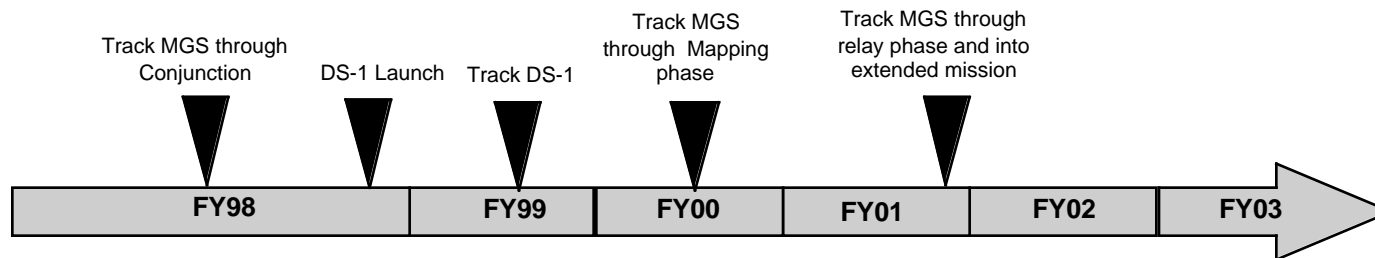 Track MGS through
Conjunction
DS-1 Launch
Track DS-1
Track MGS
through Mapping
phase
Track MGS through
relay phase and into
extended mission
FY98
FY99
FY00
FY01
FY02
FY03